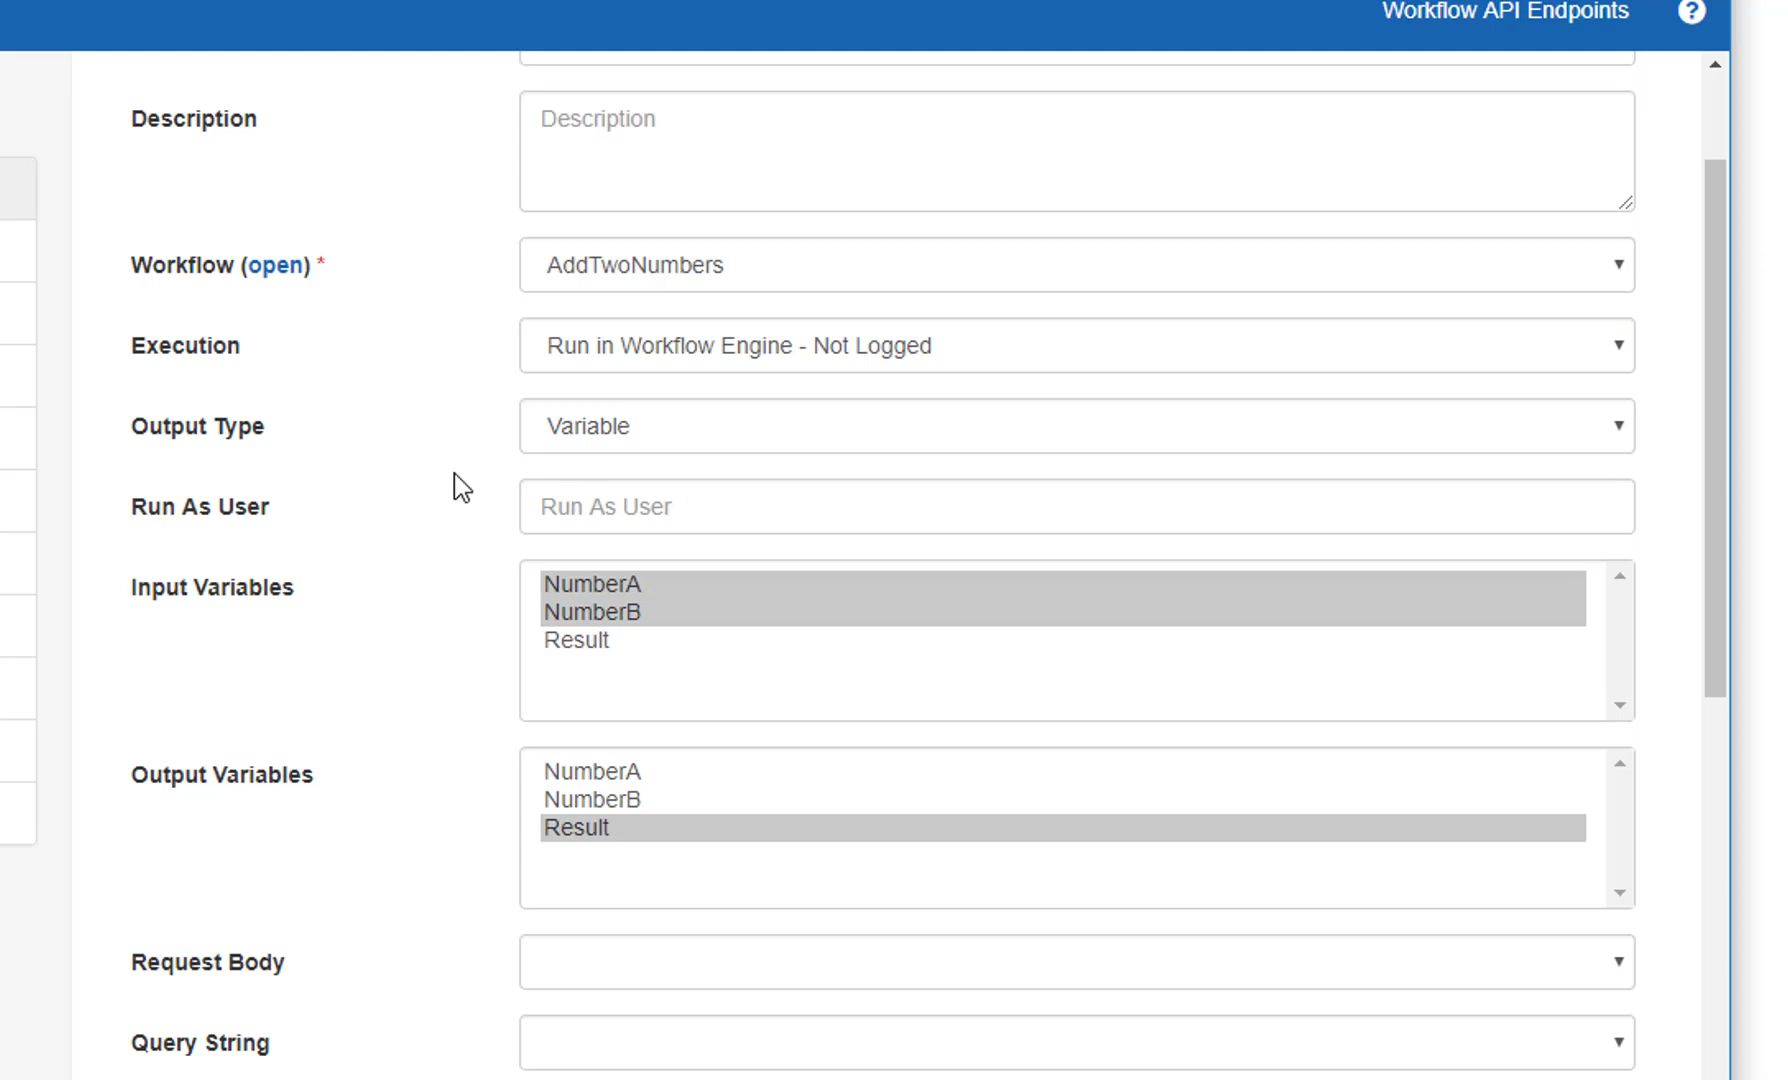 Workflow API Endpoints
?
Description
Description
Workflow (open) *
AddTwoNumbers
Execution
Run in Workflow Engine - Not Logged
Output Type
Variable
Run As User
Run As User
Input Variables
NumberA
NumberB
Result
Output Variables
NumberA
NumberB
Result
Request Body
Query String